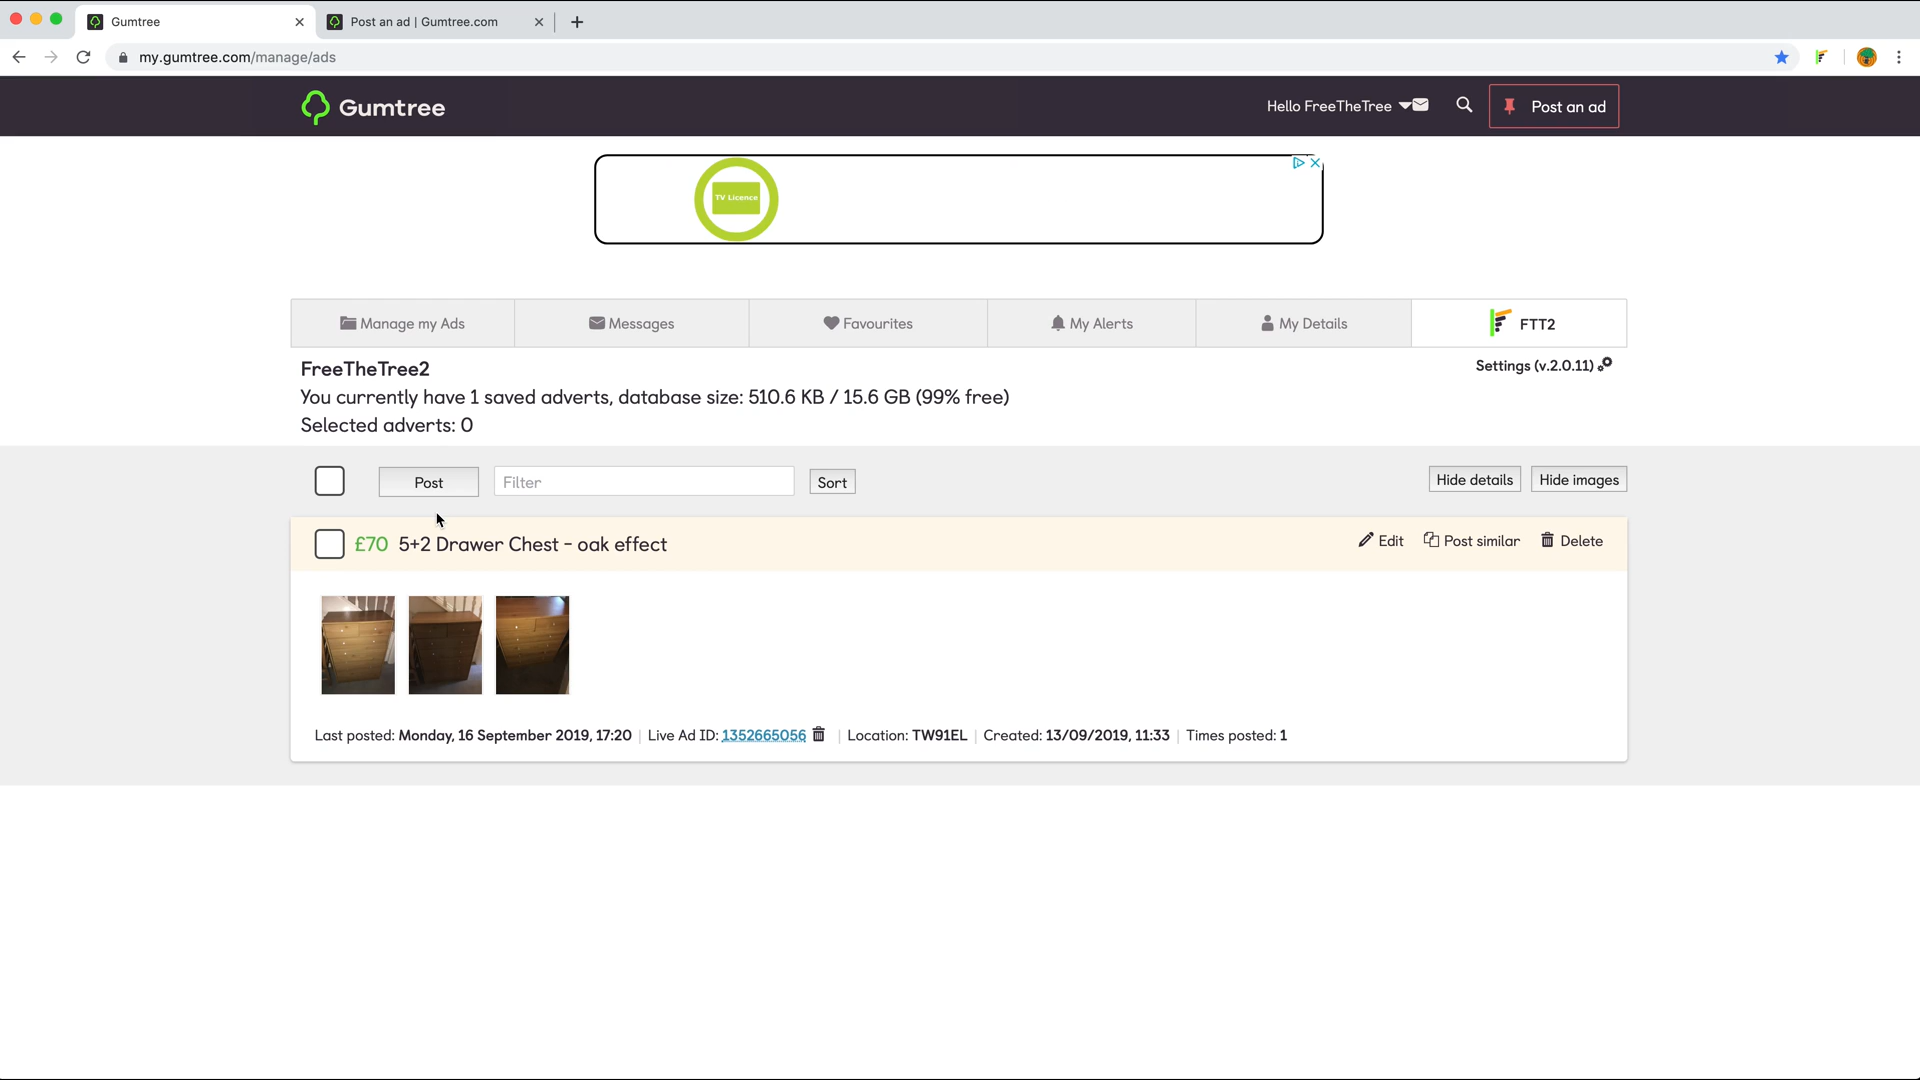 Gumtree
Post an ad | Gumtree.com
my.gumtree.com/manage/ads
Gumtree
Hello FreeTheTree
Post an ad
TV Licence
Manage my Ads
Messages
Favourites
My Alerts
My Details
FTT2
FreeTheTree2
Settings (v.2.0.11)
You currently have 1 saved adverts, database size: 510.6 KB / 15.6 GB (99% free)
Selected adverts: 0
Post
Filter
Sort
Hide details
Hide images
£70 5+2 Drawer Chest - oak effect
Edit
Post similar
Delete
Last posted: Monday, 16 September 2019, 17:20 | Live Ad ID: 1352665056 | Location: TW91EL | Created: 13/09/2019, 11:33 | Times posted: 1